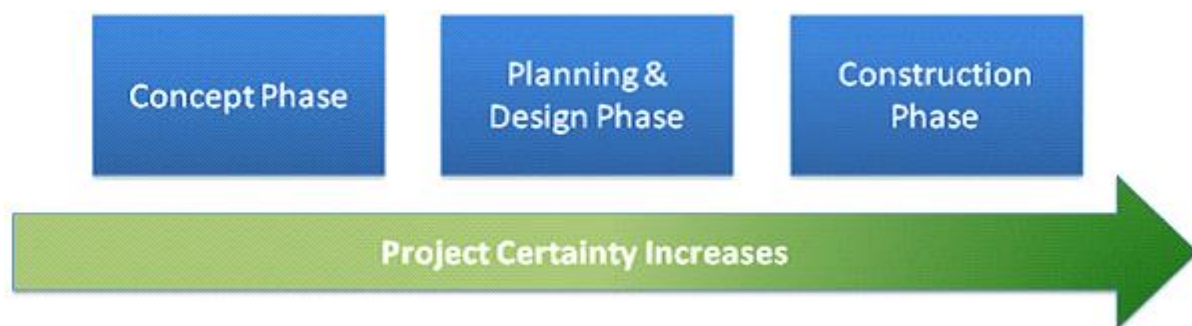 Concept Phase
Planning &
Design Phase
Construction
Phase
Project Certainty Increases